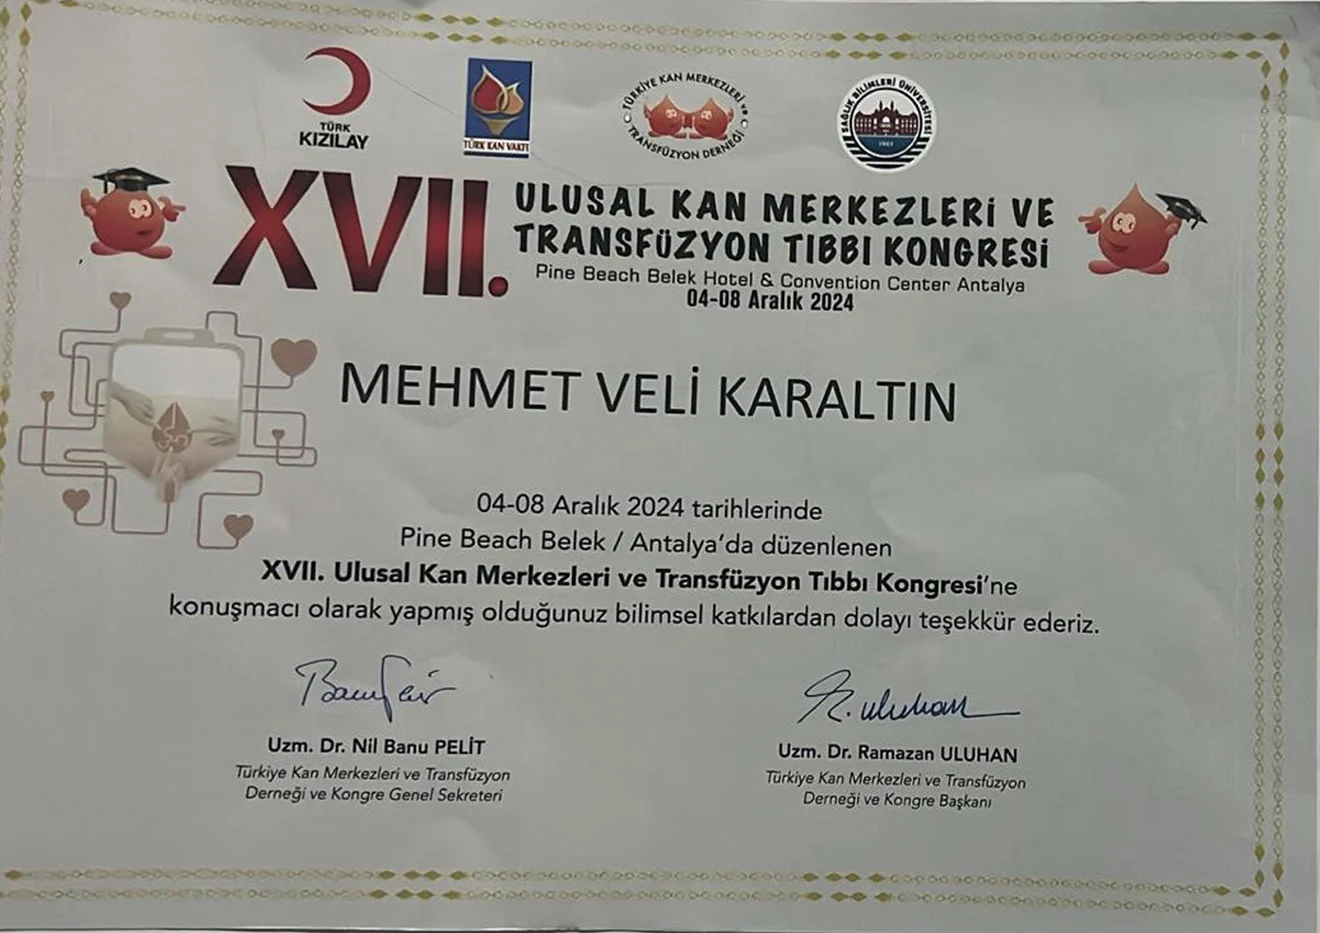 TÜRK
KIZILAY
TÜRK KAN VAKFI
TÜRKİYE KAN MERKEZLERİ ve
TRANSFÜZYON DERNEĞİ
SAĞLIK BİLİMLERİ ÜNİVERSİTESİ
1903
XVII. ULUSAL KAN MERKEZLERİ VE
TRANSFÜZYON TIBBI KONGRESİ
Pine Beach Belek Hotel & Convention Center Antalya
04-08 Aralık 2024
MEHMET VELİ KARALTIN
04-08 Aralık 2024 tarihlerinde
Pine Beach Belek / Antalya’da düzenlenen
XVII. Ulusal Kan Merkezleri ve Transfüzyon Tıbbı Kongresi’ne
konuşmacı olarak yapmış olduğunuz bilimsel katkılardan dolayı teşekkür ederiz.
R. uluhan
Uzm. Dr. Nil Banu PELİT
Türkiye Kan Merkezleri ve Transfüzyon
Derneği ve Kongre Genel Sekreteri
Uzm. Dr. Ramazan ULUHAN
Türkiye Kan Merkezleri ve Transfüzyon
Derneği ve Kongre Başkanı